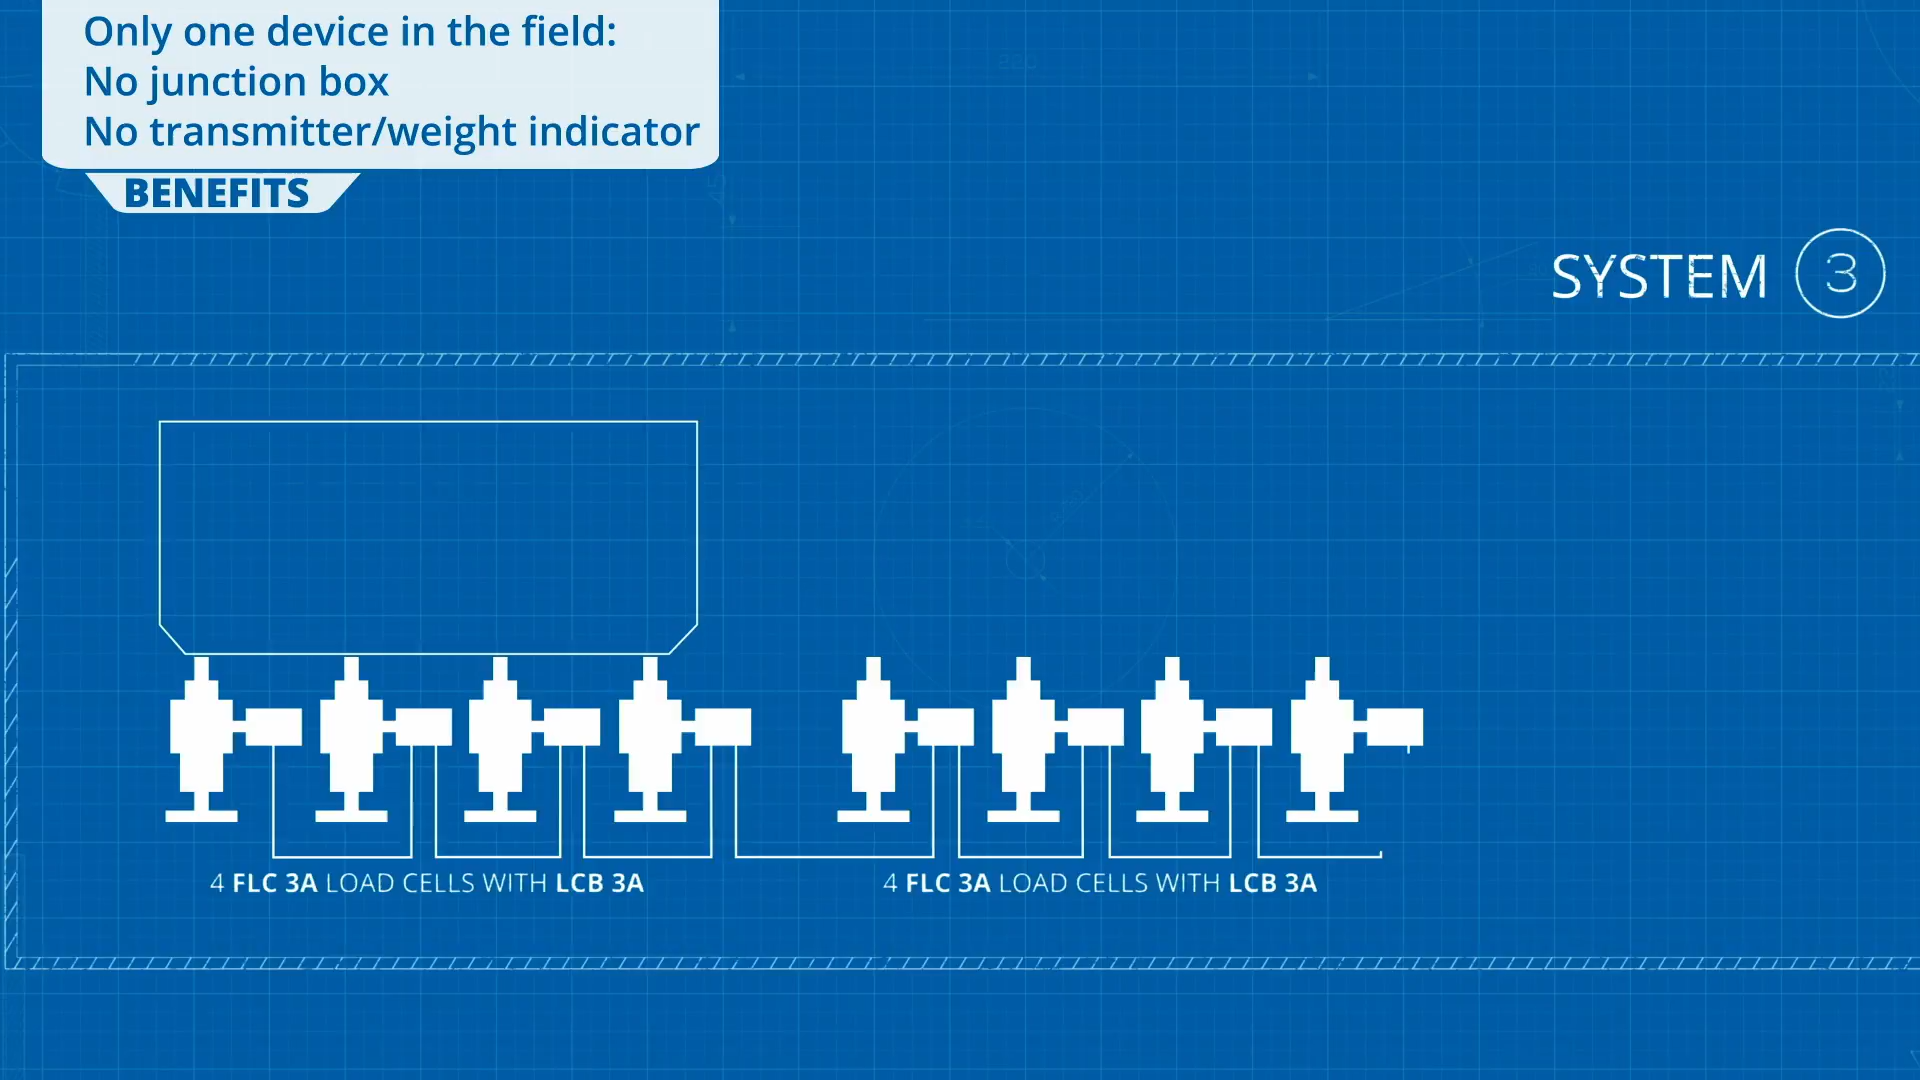 Only one device in the field:
No junction box
No transmitter/weight indicator
BENEFITS
SYSTEM 3
4 FLC 3A LOAD CELLS WITH LCB 3A
4 FLC 3A LOAD CELLS WITH LCB 3A